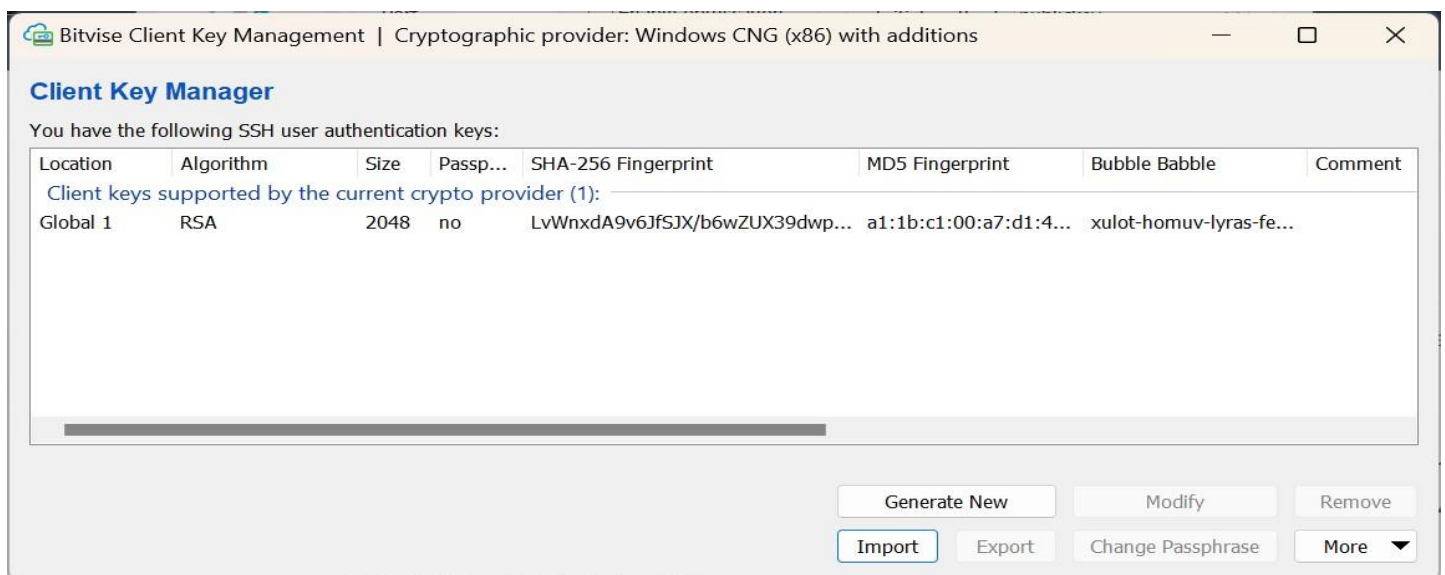 Bitvise Client Key Management | Cryptographic provider: Windows CNG (x86) with additions
Client Key Manager
You have the following SSH user authentication keys:
Location Algorithm Size Passp... SHA-256 Fingerprint MD5 Fingerprint Bubble Babble Comment
Client keys supported by the current crypto provider (1):
Global 1 RSA 2048 no LvWnxdA9v6JfSJX/b6wZUX39dwp... a1:1b:c1:00:a7:d1:4... xulot-homuv-lyras-fe...
Generate New Modify Remove
Import Export Change Passphrase More